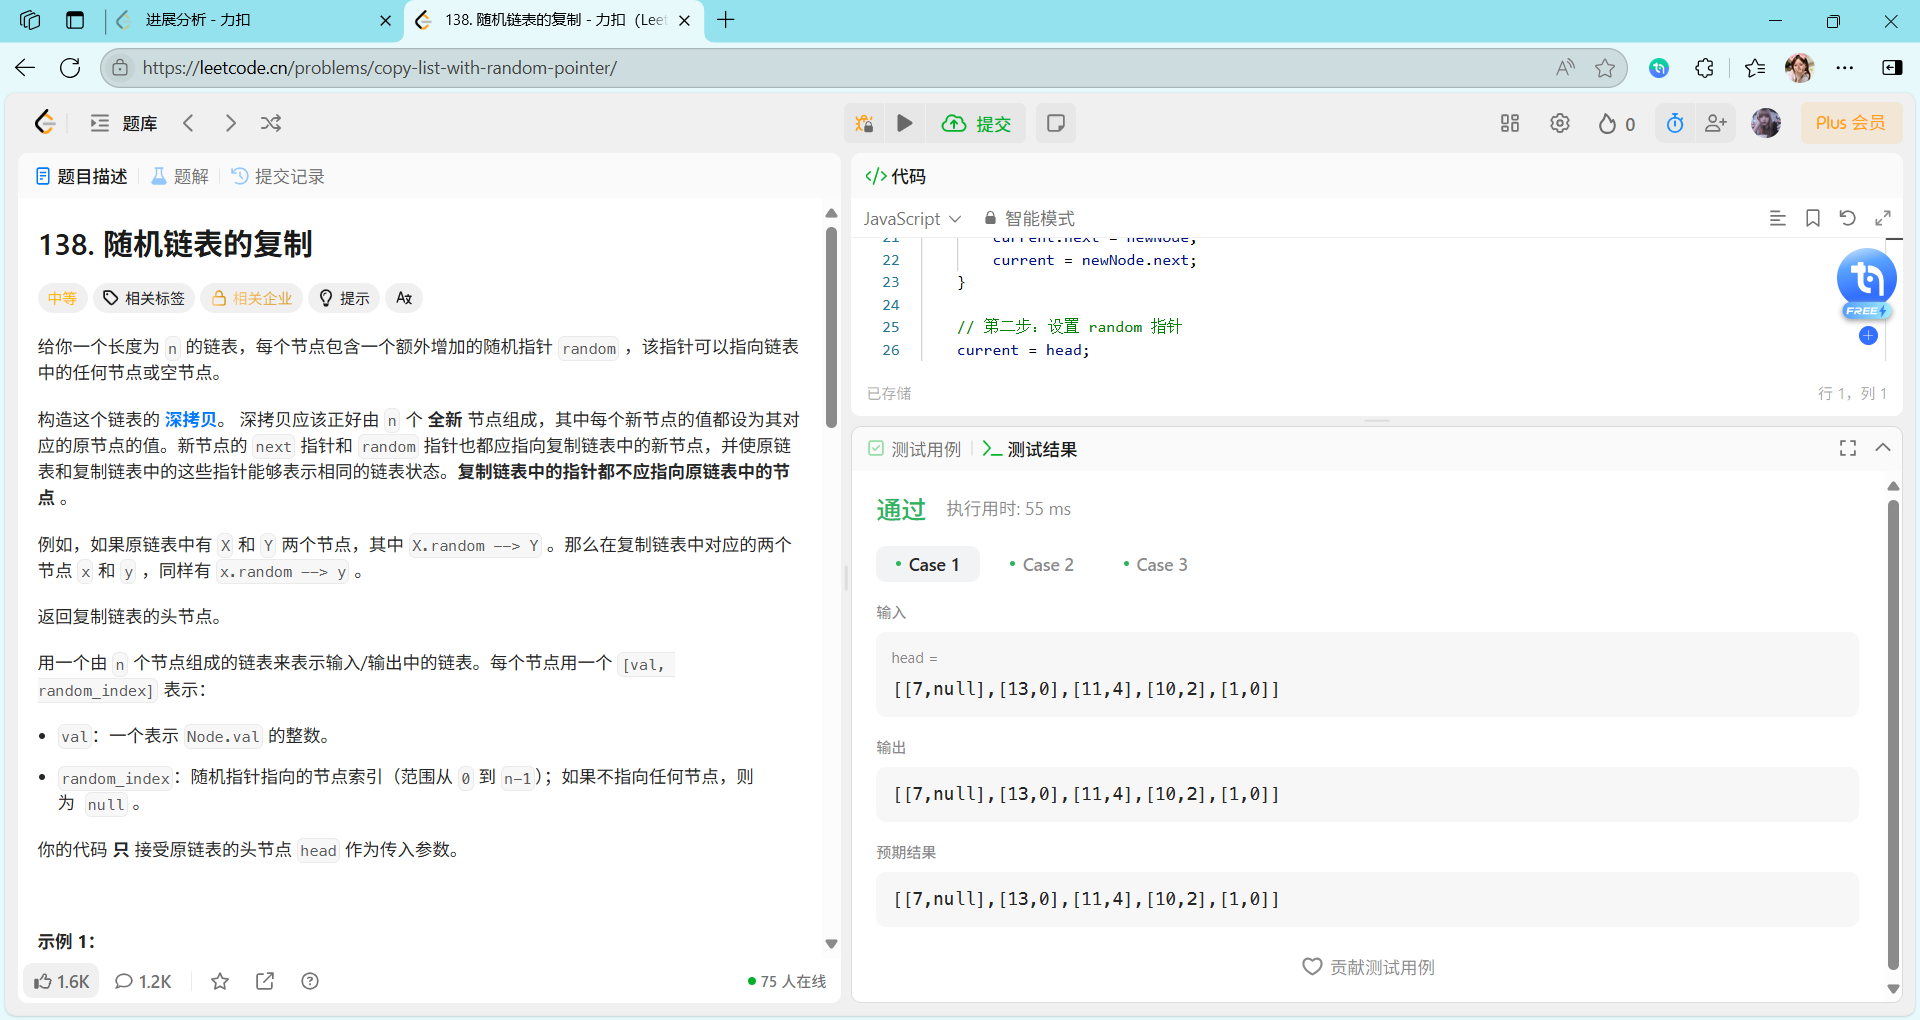 进展分析 - 力扣
138. 随机链表的复制 - 力扣（Leet
https://leetcode.cn/problems/copy-list-with-random-pointer/
题库
提交
0
Plus 会员
题目描述
题解
提交记录
138. 随机链表的复制
中等
相关标签
相关企业
提示
给你一个长度为 n 的链表，每个节点包含一个额外增加的随机指针 random ，该指针可以指向链表
中的任何节点或空节点。
构造这个链表的 深拷贝。 深拷贝应该正好由 n 个 全新 节点组成，其中每个新节点的值都设为其对
应的原节点的值。新节点的 next 指针和 random 指针也都应指向复制链表中的新节点，并使原链
表和复制链表中的这些指针能够表示相同的链表状态。复制链表中的指针都不应指向原链表中的节
点 。
例如，如果原链表中有 X 和 Y 两个节点，其中 X.random --> Y 。那么在复制链表中对应的两个
节点 x 和 y ，同样有 x.random --> y 。
返回复制链表的头节点。
用一个由 n 个节点组成的链表来表示输入/输出中的链表。每个节点用一个 [val,
random_index] 表示：
• val：一个表示 Node.val 的整数。
• random_index：随机指针指向的节点索引（范围从 0 到 n-1）；如果不指向任何节点，则
为 null 。
你的代码 只 接受原链表的头节点 head 作为传入参数。
示例 1：
1.6K
1.2K
75 人在线
</> 代码
JavaScript
智能模式
21 current.next = newNode;
22 current = newNode.next;
23 }
24
25 // 第二步：设置 random 指针
26 current = head;
已存储
行 1，列 1
FREE
测试用例
测试结果
通过
执行用时: 55 ms
• Case 1
• Case 2
• Case 3
输入
head =
[[7,null],[13,0],[11,4],[10,2],[1,0]]
输出
[[7,null],[13,0],[11,4],[10,2],[1,0]]
预期结果
[[7,null],[13,0],[11,4],[10,2],[1,0]]
贡献测试用例